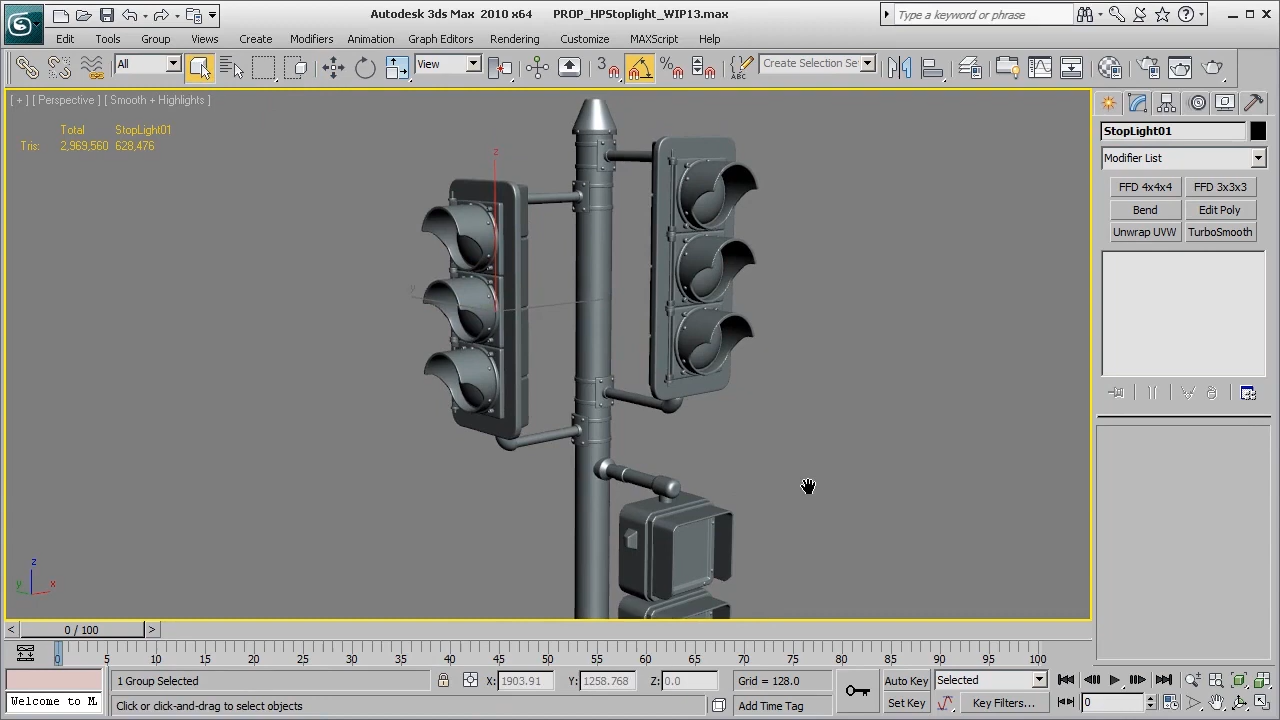 Autodesk 3ds Max 2010 x64 PROP_HPStoplight_WIP13.max
Type a keyword or phrase
Edit Tools Group Views Create Modifiers Animation Graph Editors Rendering Customize MAXScript Help
All View 3 Create Selection Se
[ + ] [ Perspective ] [ Smooth + Highlights ]
Total StopLight01
Tris: 2,969,560 628,476
z
y
z
y x
StopLight01
Modifier List
FFD 4x4x4 FFD 3x3x3
Bend Edit Poly
Unwrap UVW TurboSmooth
< 0 / 100 >
0 5 10 15 20 25 30 35 40 45 50 55 60 65 70 75 80 85 90 95 100
1 Group Selected X: 1903.91 Y: 1258.768 Z: 0.0 Grid = 128.0 Auto Key Selected
Welcome to M Click or click-and-drag to select objects Add Time Tag Set Key Key Filters... 0